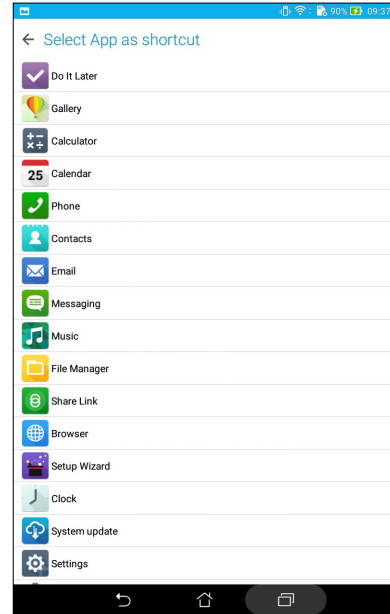 90% 09:37
Select App as shortcut
Do It Later
Gallery
Calculator
25 Calendar
Phone
Contacts
Email
Messaging
Music
File Manager
Share Link
Browser
Setup Wizard
Clock
System update
Settings